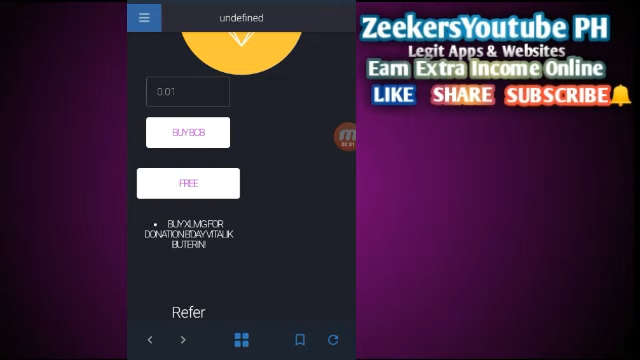 undefined
0.01
BUY BCB
FREE
• BUY XLMG FOR
DONATION B'DAY VITALIK
BUTERIN!
Refer
ZeekersYoutube PH
Legit Apps & Websites
Earn Extra Income Online
LIKE SHARE SUBSCRIBE